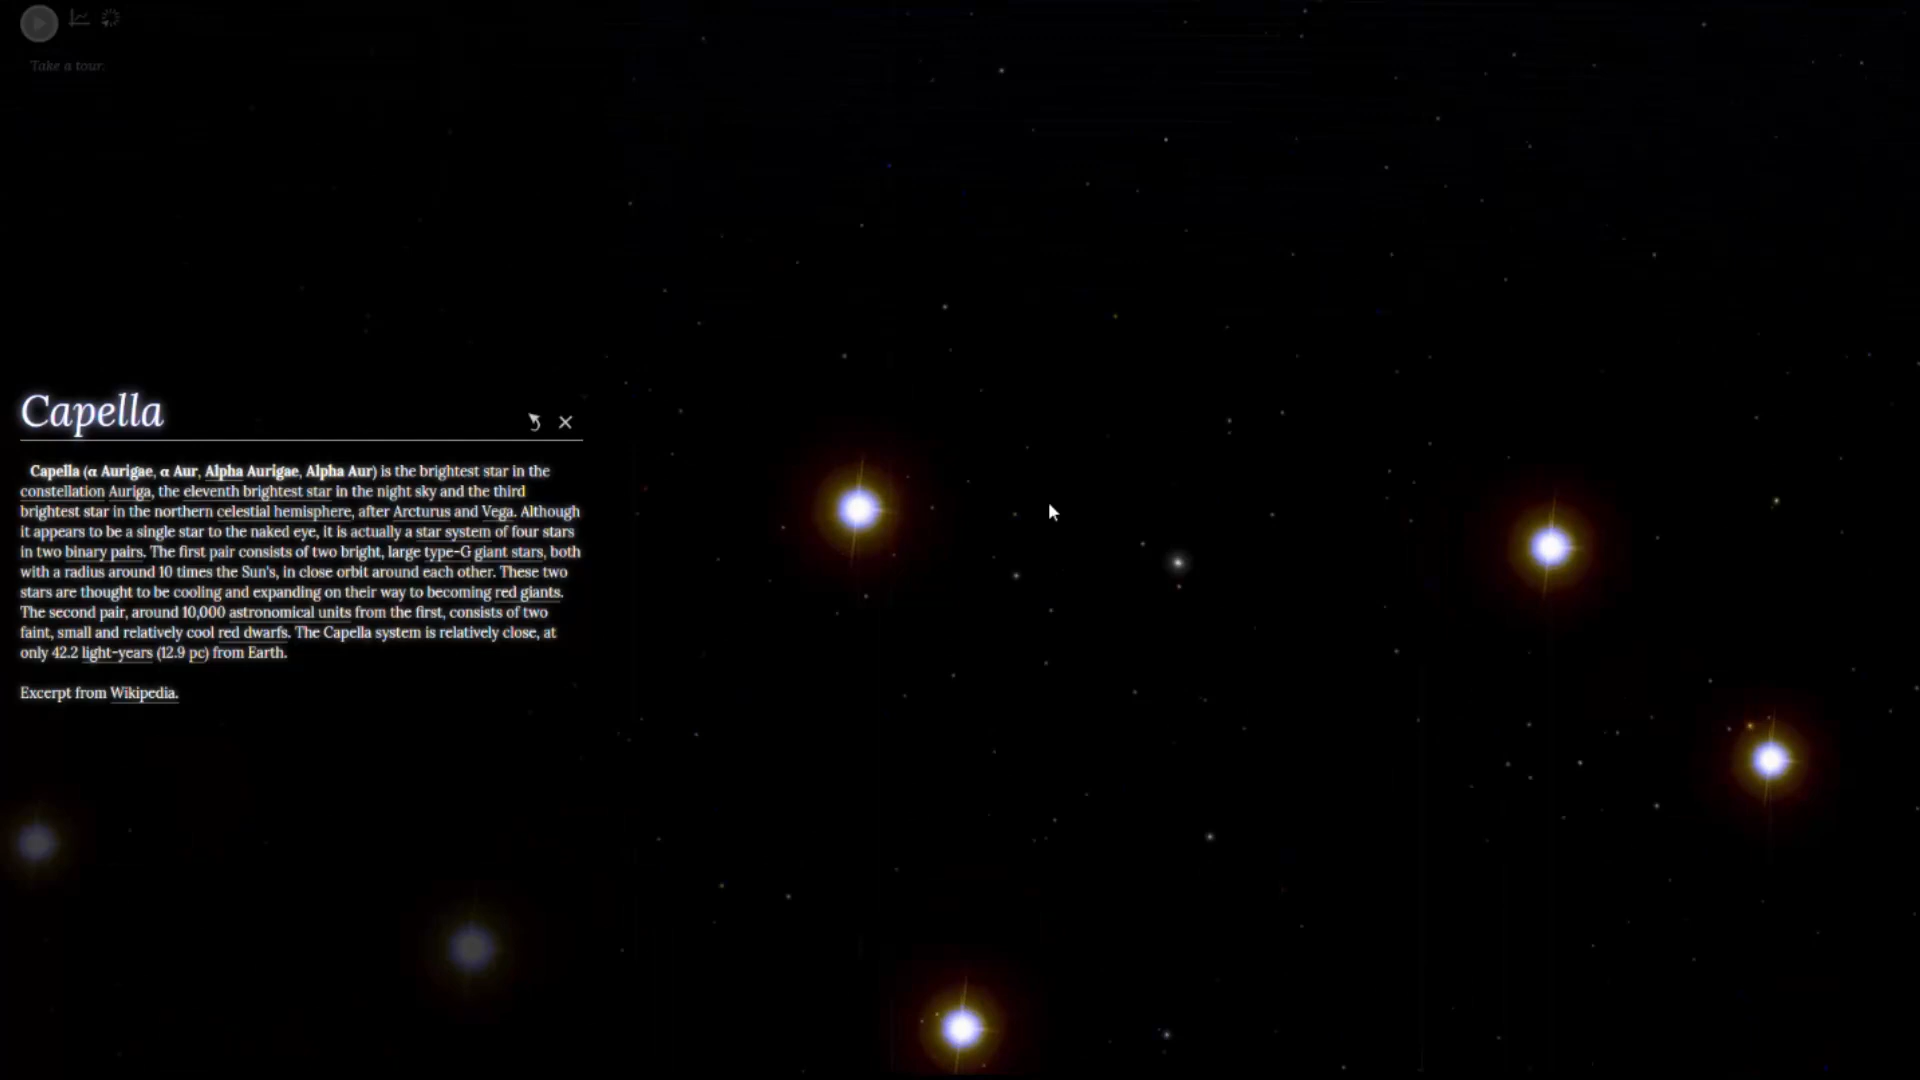 Take a tour.
Capella
Capella (α Aurigae, α Aur, Alpha Aurigae, Alpha Aur) is the brightest star in the
constellation Auriga, the eleventh brightest star in the night sky and the third
brightest star in the northern celestial hemisphere, after Arcturus and Vega. Although
it appears to be a single star to the naked eye, it is actually a star system of four stars
in two binary pairs. The first pair consists of two bright, large type-G giant stars, both
with a radius around 10 times the Sun's, in close orbit around each other. These two
stars are thought to be cooling and expanding on their way to becoming red giants.
The second pair, around 10,000 astronomical units from the first, consists of two
faint, small and relatively cool red dwarfs. The Capella system is relatively close, at
only 42.2 light-years (12.9 pc) from Earth.
Excerpt from Wikipedia.